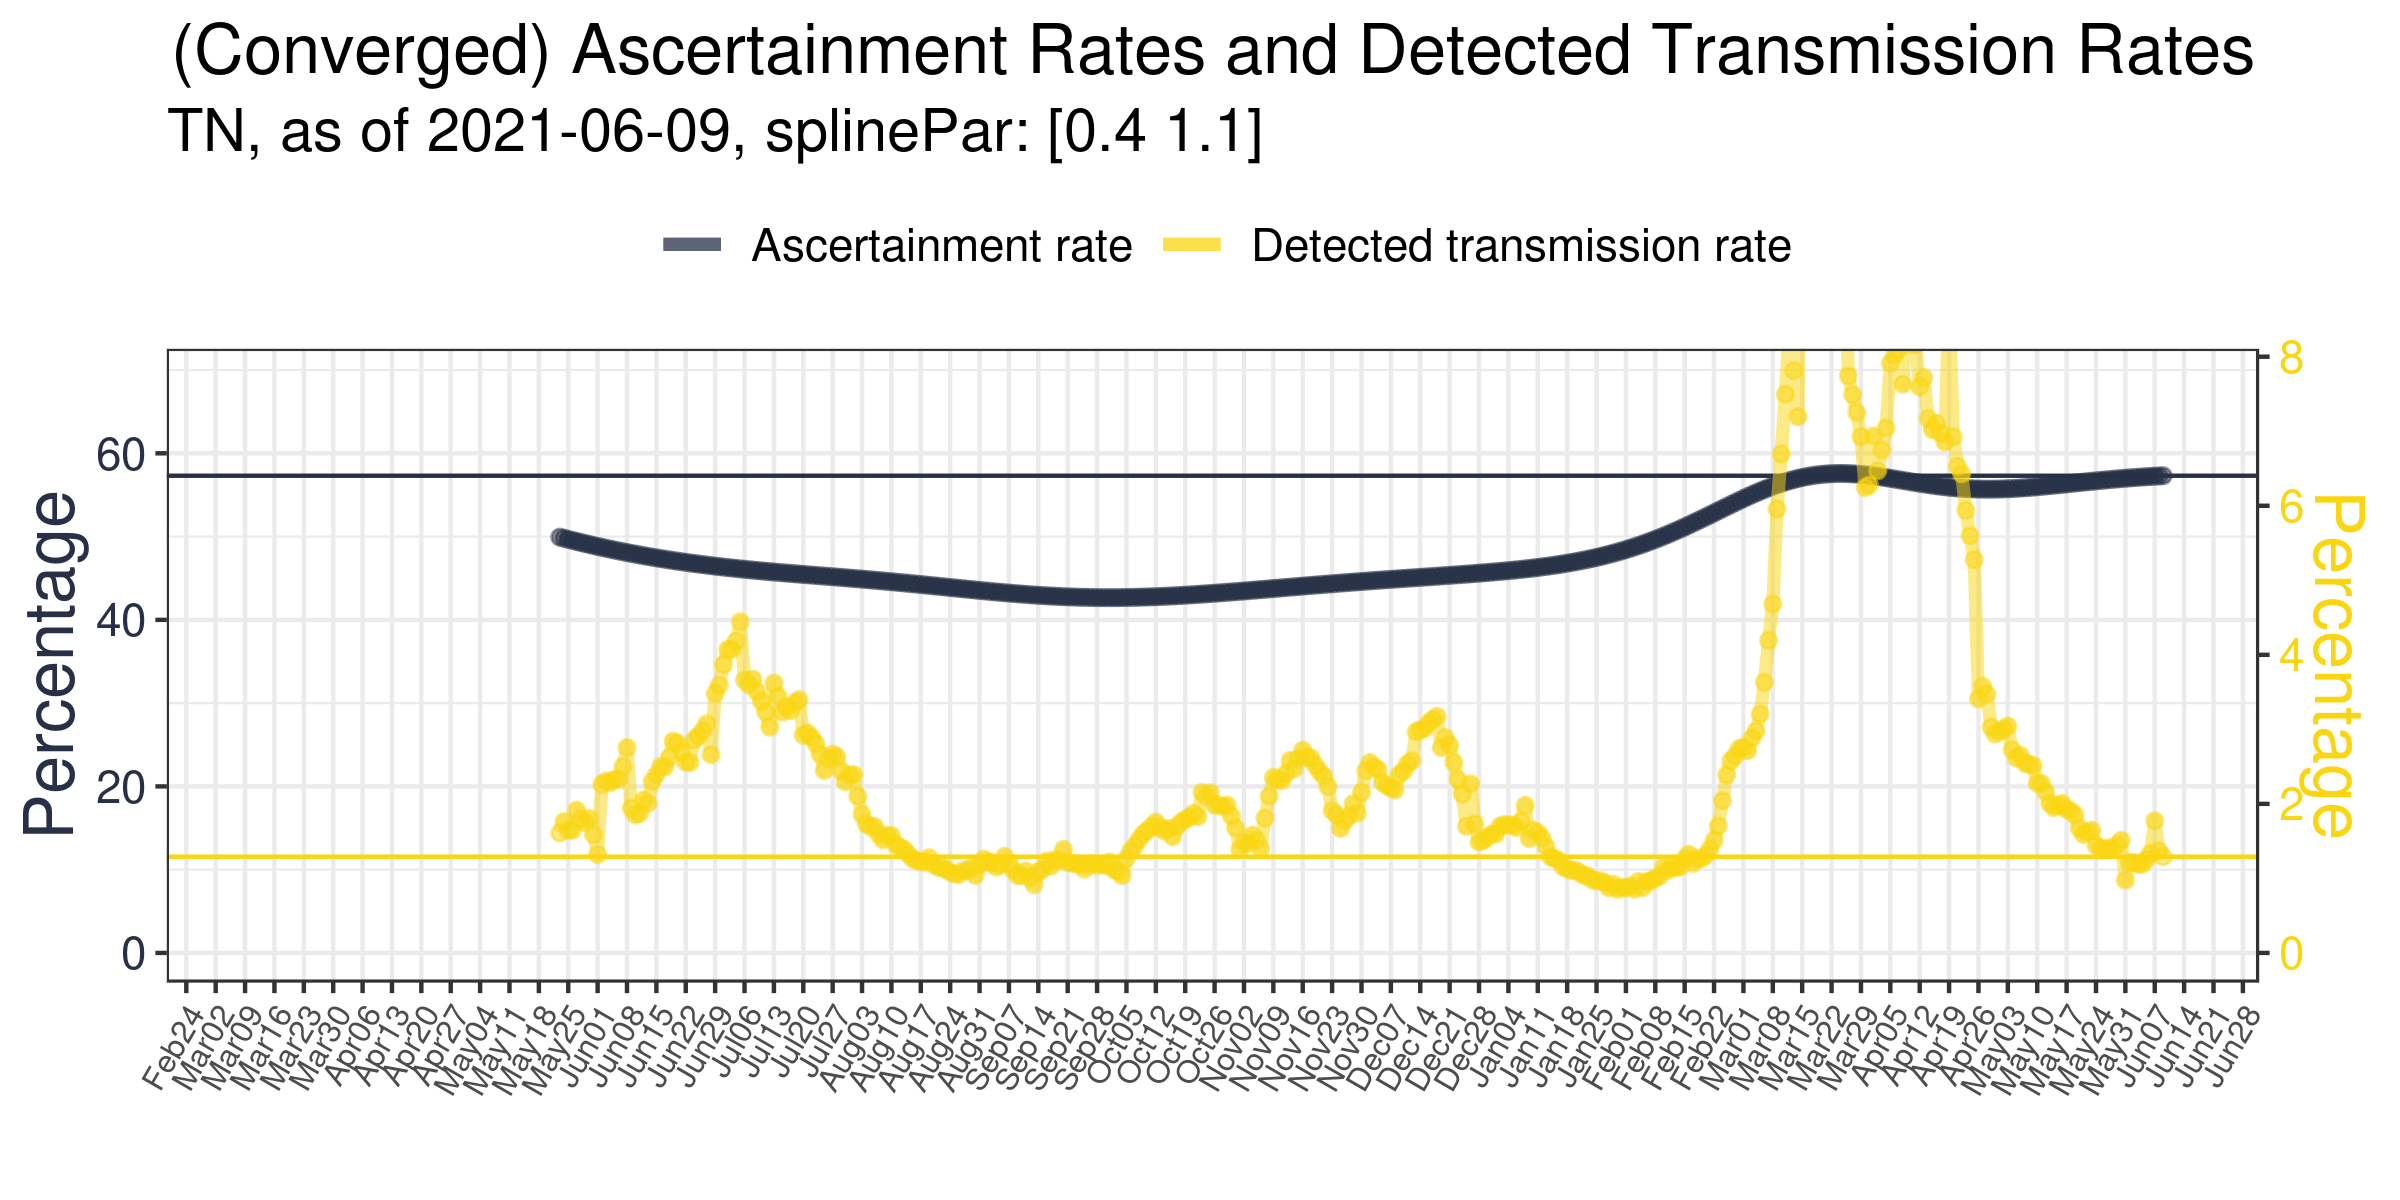 (Converged) Ascertainment Rates and Detected Transmission Rates
TN, as of 2021-06-09, splinePar: [0.4 1.1]
Ascertainment rate Detected transmission rate
Percentage
60
40
20
0
8
6
4
2
0
Percentage
Feb24
Mar02
Mar09
Mar16
Mar23
Mar30
Apr06
Apr13
Apr20
Apr27
May04
May11
May18
May25
Jun01
Jun08
Jun15
Jun22
Jun29
Jul06
Jul13
Jul20
Jul27
Aug03
Aug10
Aug17
Aug24
Aug31
Sep07
Sep14
Sep21
Sep28
Oct05
Oct12
Oct19
Oct26
Nov02
Nov09
Nov16
Nov23
Nov30
Dec07
Dec14
Dec21
Dec28
Jan04
Jan11
Jan18
Jan25
Feb01
Feb08
Feb15
Feb22
Mar01
Mar08
Mar15
Mar22
Mar29
Apr05
Apr12
Apr19
Apr26
May03
May10
May17
May24
May31
Jun07
Jun14
Jun21
Jun28